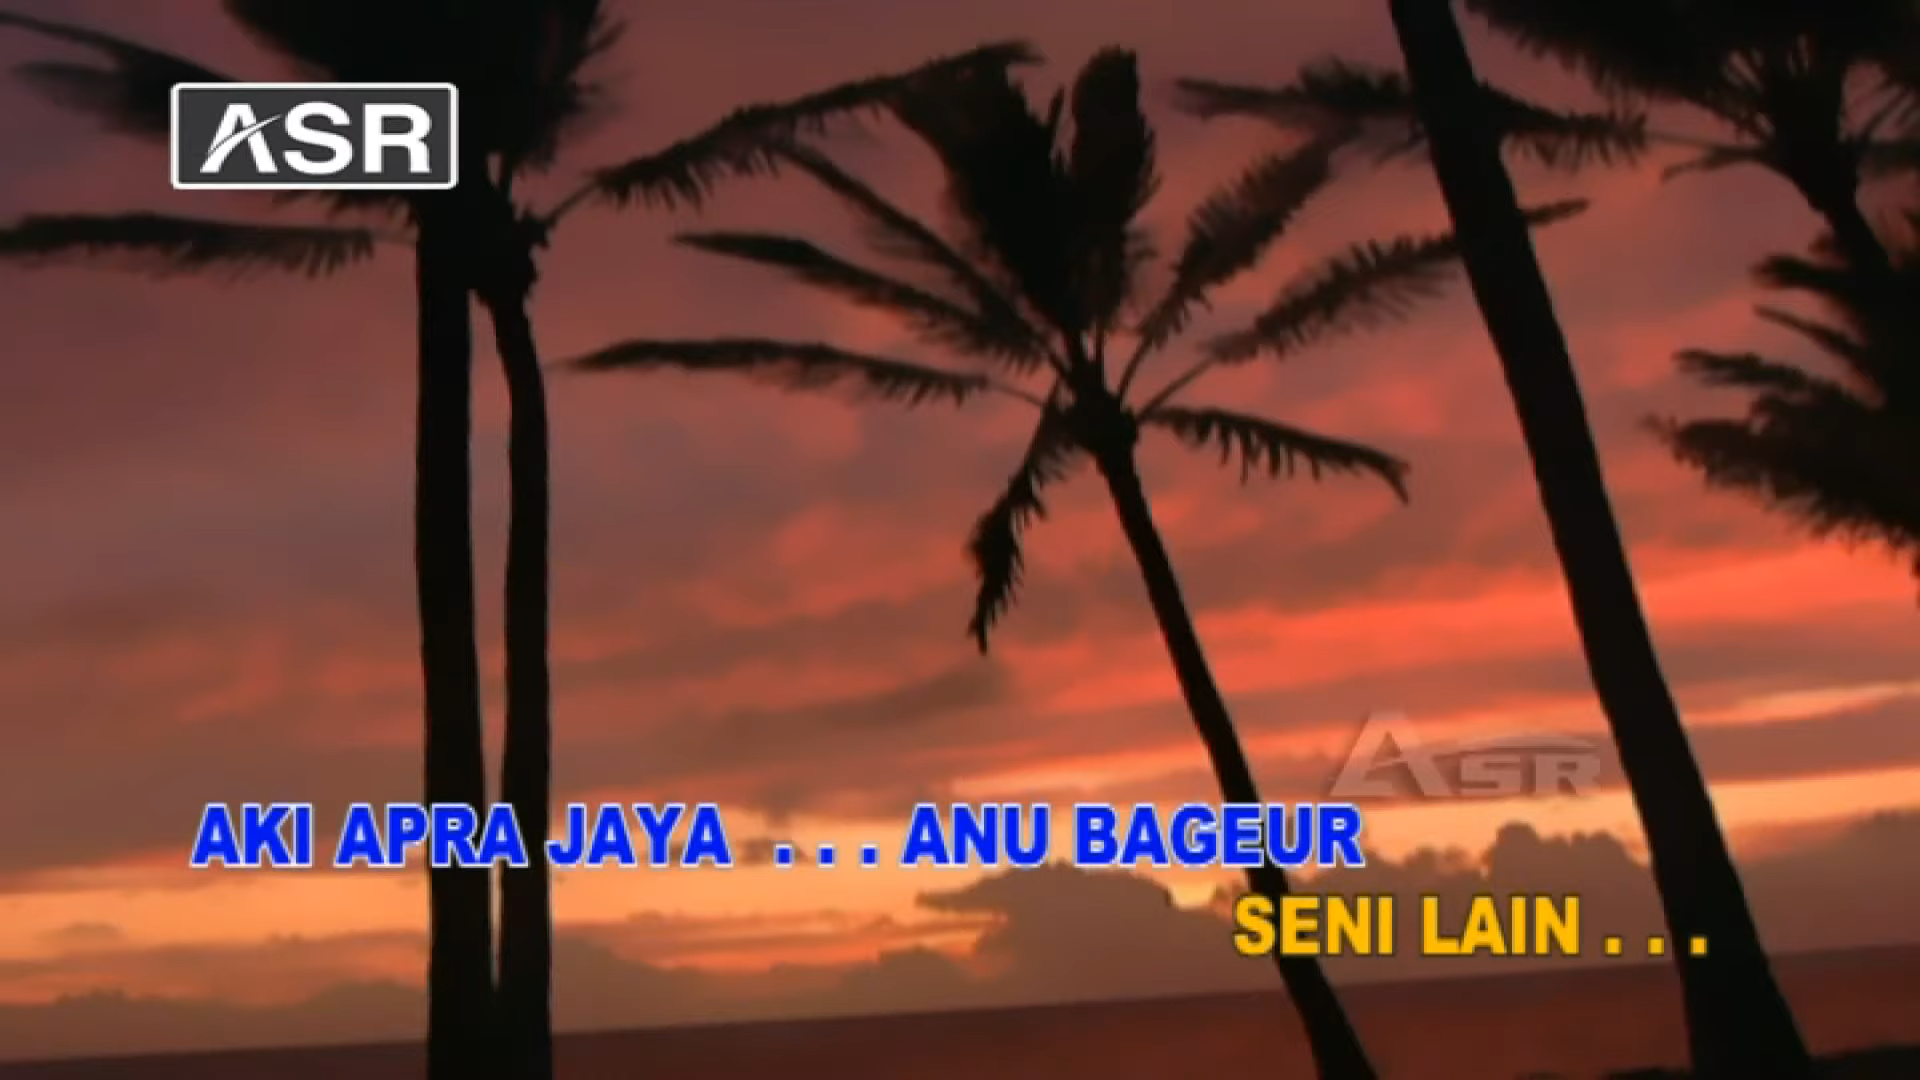 ASR
ASR
AKI APRA JAYA . . . ANU BAGEUR
SENI LAIN . . .